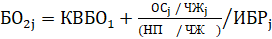 БО₂ⱼ = КВБО₁ + ОСⱼ / ЧЖⱼ / (НП / ЧЖ ) / ИБРⱼ